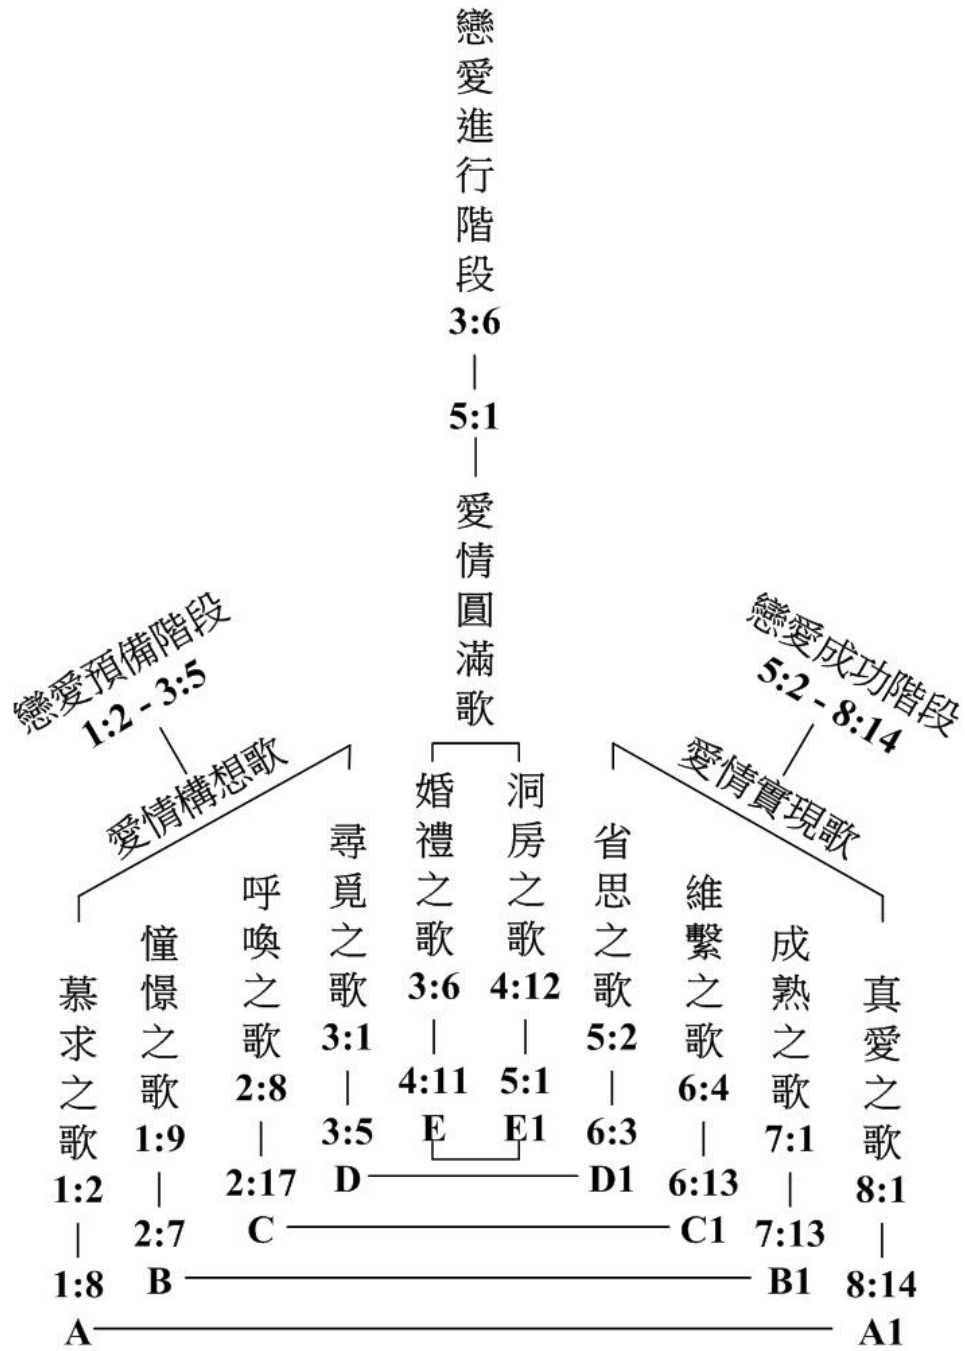 戀愛進行階段
3:6
|
5:1
愛情圓滿歌
戀愛預備階段
1:2 - 3:5
愛情構想歌
戀愛成功階段
5:2 - 8:14
愛情實現歌
慕求之歌
1:2
|
1:8
A
憧憬之歌
1:9
|
2:7
B
呼喚之歌
2:8
|
2:17
C
尋覓之歌
3:1
|
3:5
D
婚禮之歌
3:6
|
4:11
E
洞房之歌
4:12
|
5:1
E1
省思之歌
5:2
|
6:3
D1
維繫之歌
6:4
|
6:13
C1
成熟之歌
7:1
|
7:13
B1
真愛之歌
8:1
|
8:14
A1